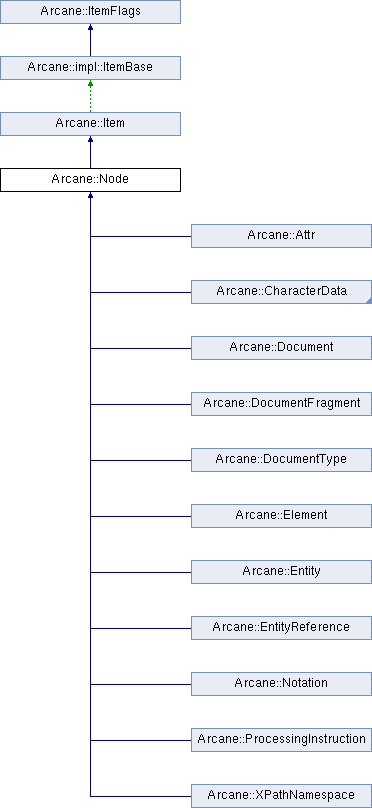 Arcane::ItemFlags
Arcane::impl::ItemBase
Arcane::Item
Arcane::Node
Arcane::Attr
Arcane::CharacterData
Arcane::Document
Arcane::DocumentFragment
Arcane::DocumentType
Arcane::Element
Arcane::Entity
Arcane::EntityReference
Arcane::Notation
Arcane::ProcessingInstruction
Arcane::XPathNamespace